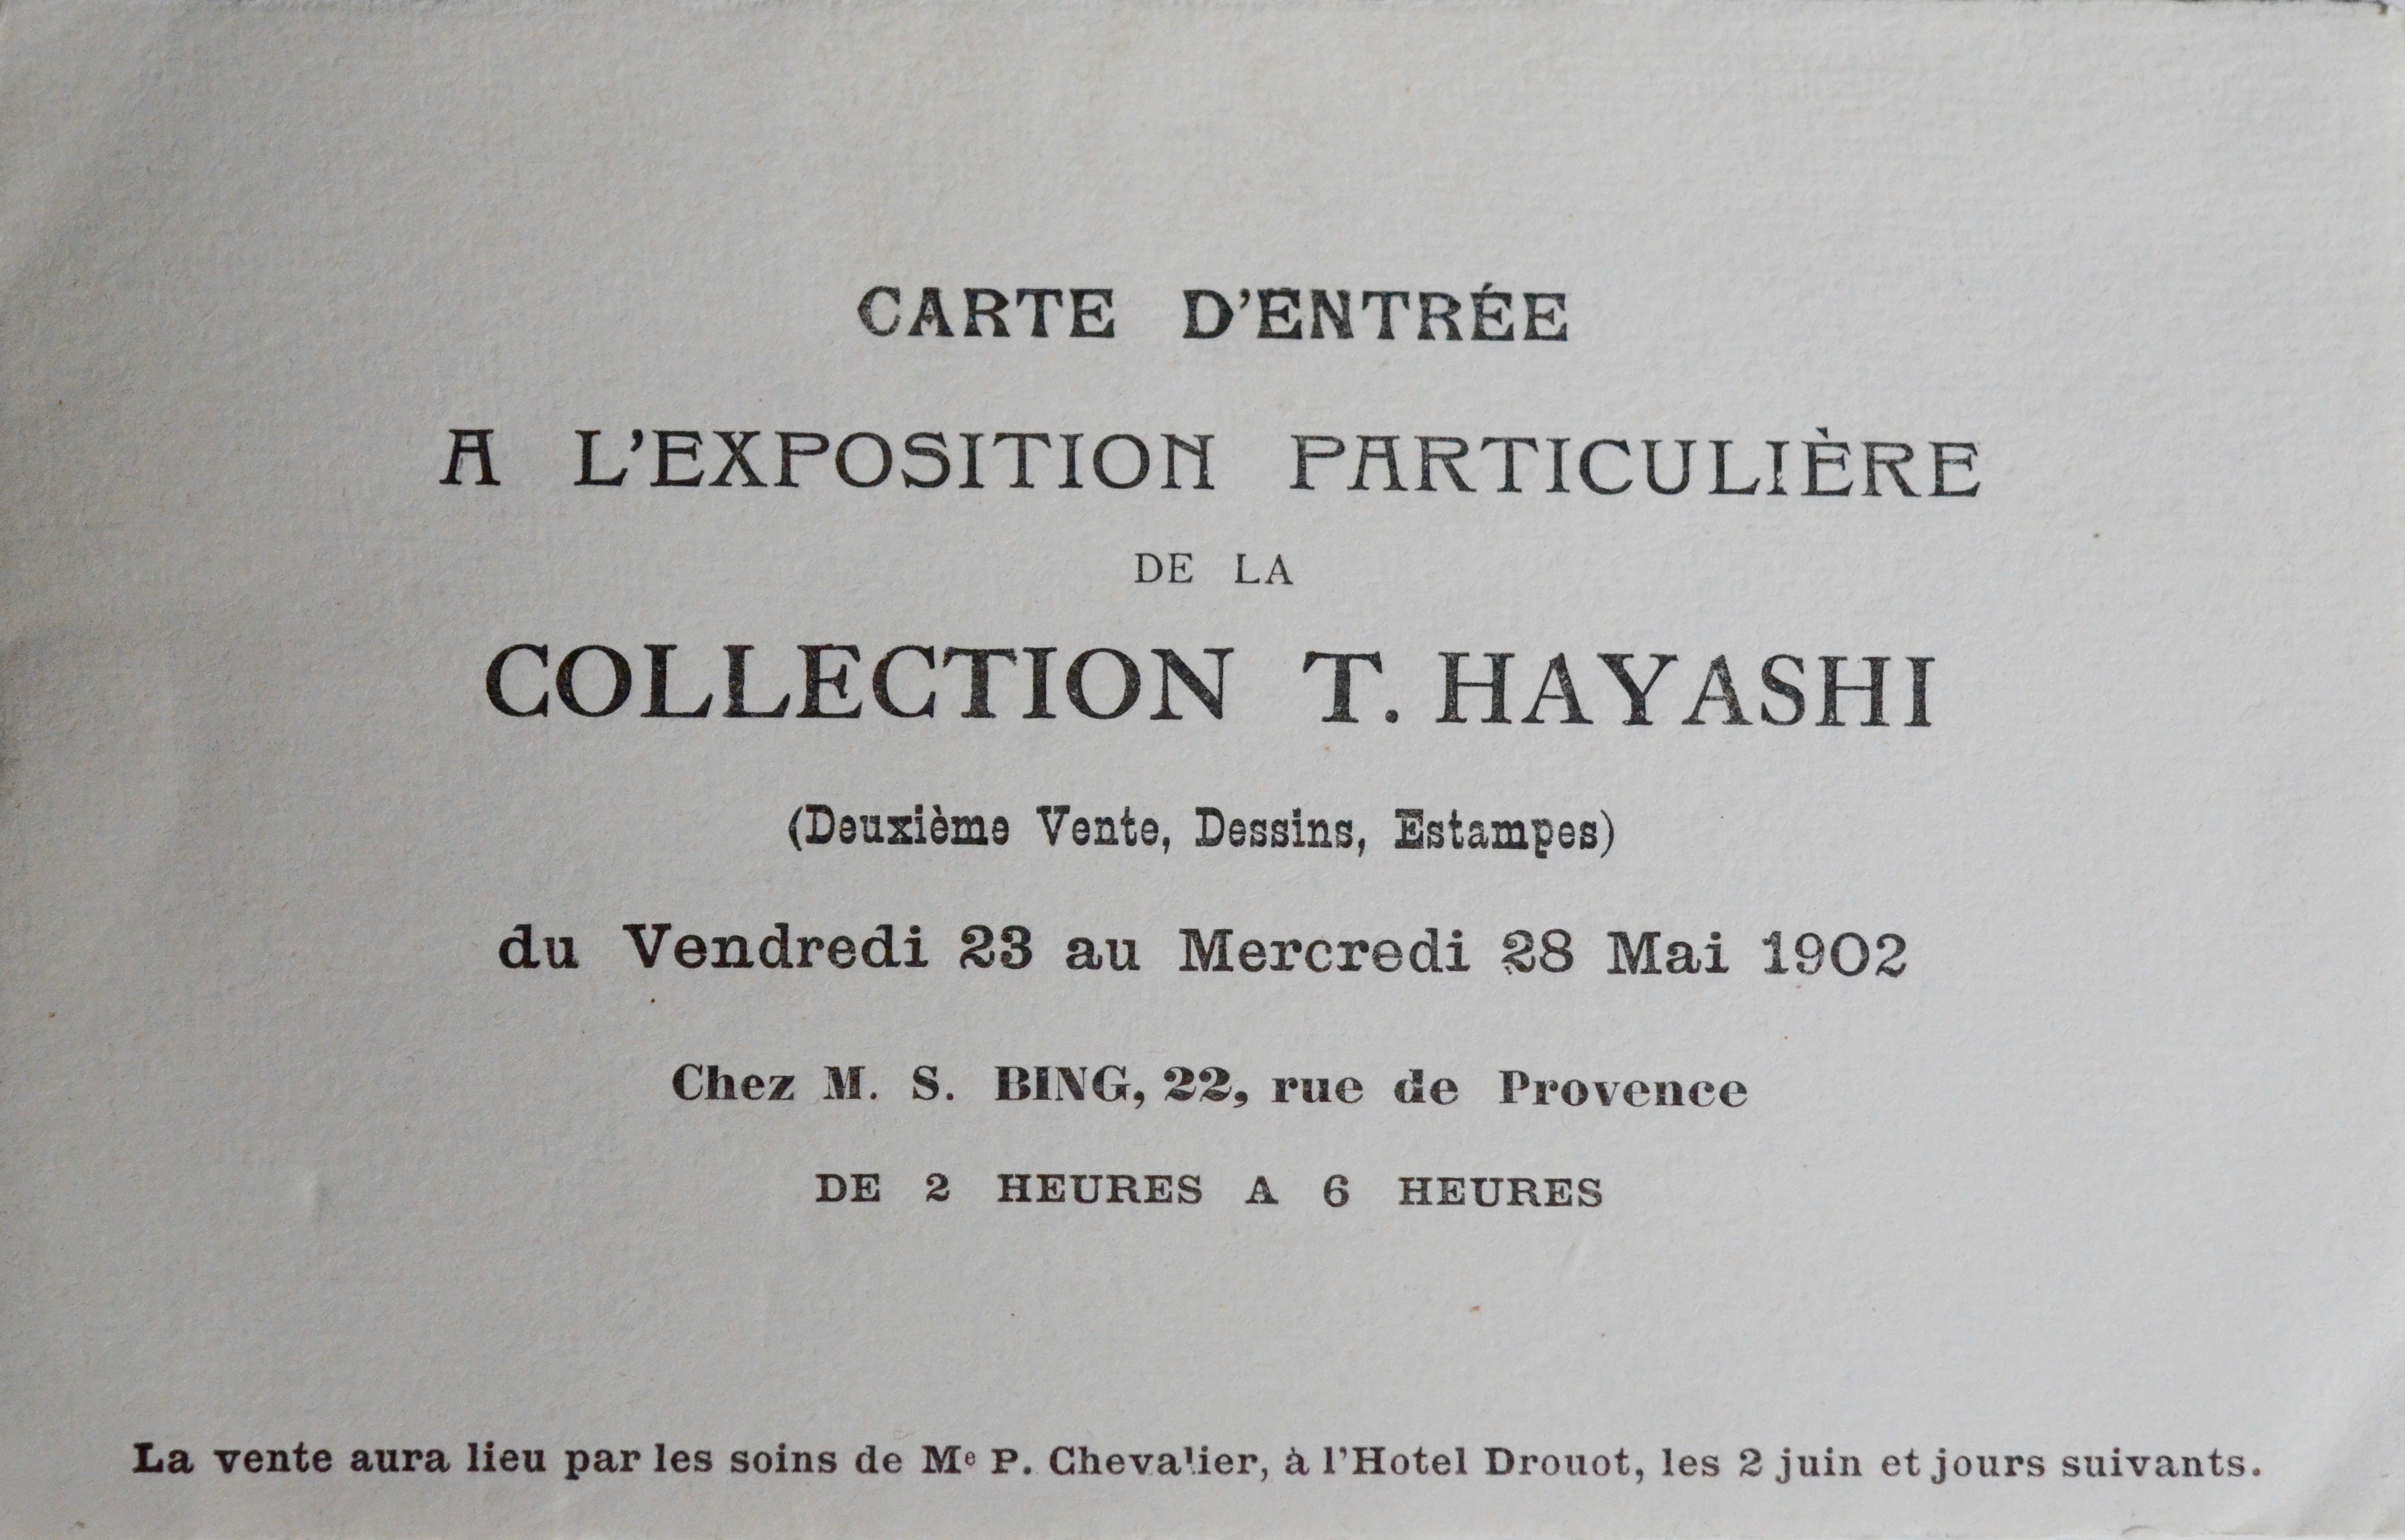 CARTE D'ENTRÉE
A L'EXPOSITION PARTICULIÈRE
DE LA
COLLECTION T. HAYASHI
(Deuxième Vente, Dessins, Estampes)
du Vendredi 23 au Mercredi 28 Mai 1902
Chez M. S. BING, 22, rue de Provence
DE 2 HEURES A 6 HEURES
La vente aura lieu par les soins de Me P. Chevalier, à l'Hotel Drouot, les 2 juin et jours suivants.